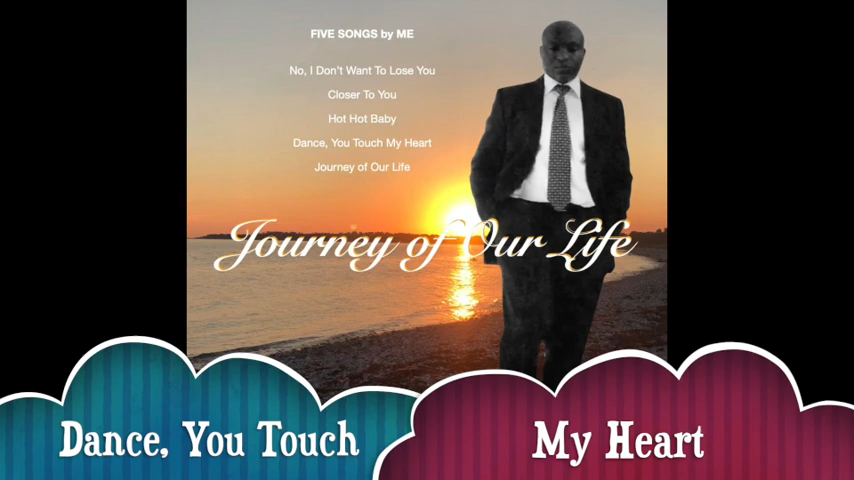 FIVE SONGS by ME
No, I Don't Want To Lose You
Closer To You
Hot Hot Baby
Dance, You Touch My Heart
Journey of Our Life
Journey of Our Life
Dance, You Touch
My Heart